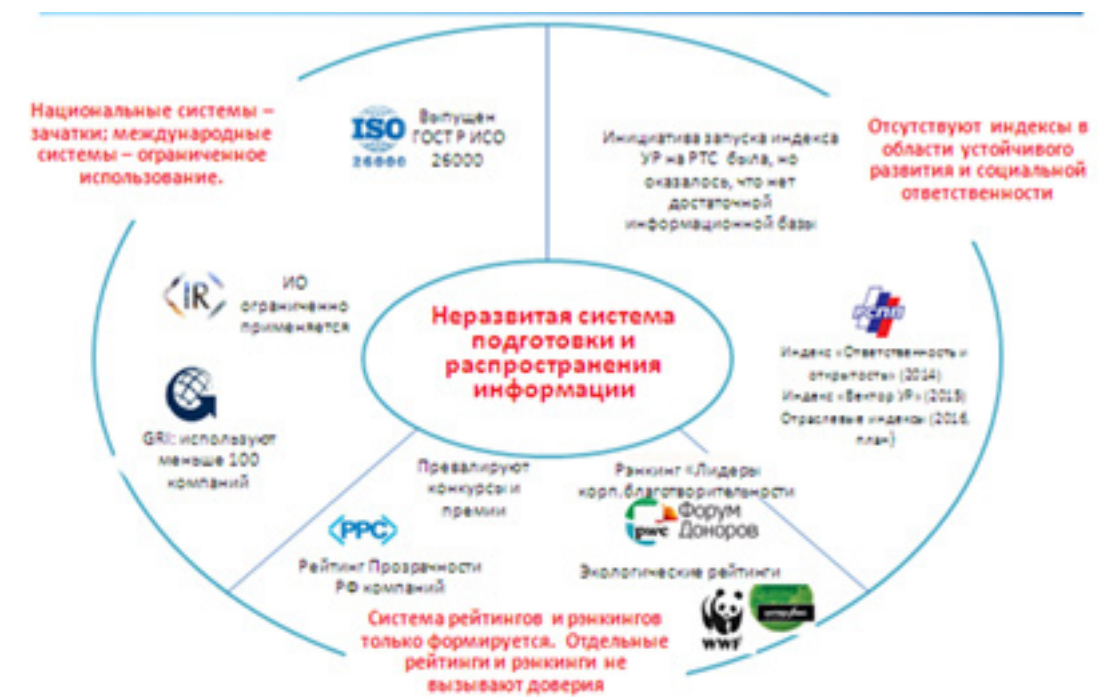 Национальные системы –
зачатки; международные
системы – ограниченное
использование.
ISO
26000
Выпущен
ГОСТ Р ИСО
26000
Инициатива запуска индекса
УР на РТС была, но
оказалось, что нет
достаточной
информационной базы
Отсутствуют индексы в
области устойчивого
развития и социальной
ответственности
<IR>
ИО
ограниченно
применяется
GRI: используют
меньше 100
компаний
Неразвитая система
подготовки и
распространения
информации
РСПП
Индекс «Ответственность и
открытость» (2014)
Индекс «Вектор УР» (2015)
Отраслевые индексы (2016,
план)
Превалируют
конкурсы и
премии
РРС
Рейтинг Прозрачности
РФ компаний
Рэнкинг «Лидеры
корп.благотворительности
pwc
Форум
Доноров
Экологические рейтинги
WWF
Система рейтингов и рэнкингов
только формируется. Отдельные
рейтинги и рэнкинги не
вызывают доверия